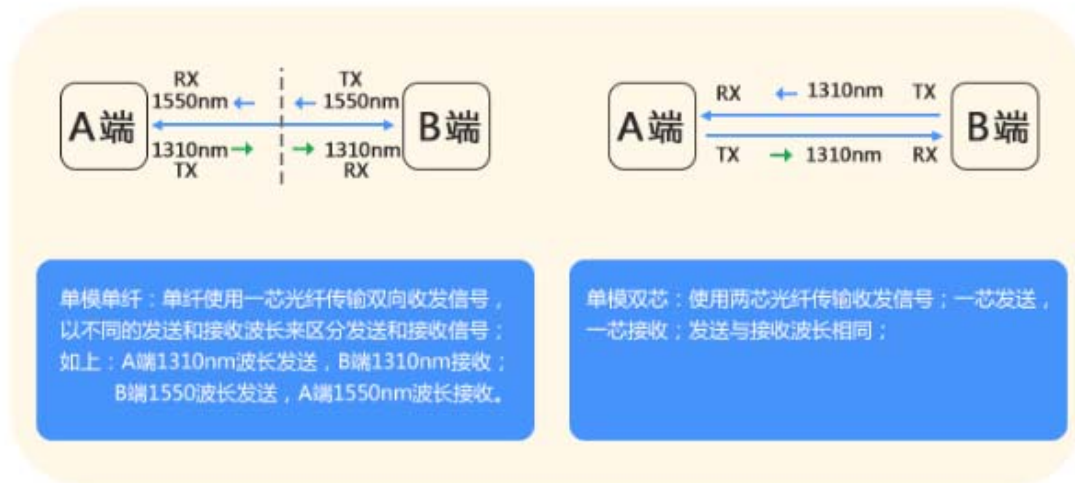 RX
1550nm
TX
1550nm
A端
B端
1310nm
TX
1310nm
RX
RX
1310nm
TX
A端
B端
TX
1310nm
RX
单模单纤：单纤使用一芯光纤传输双向收发信号，
以不同的发送和接收波长来区分发送和接收信号；
如上：A端1310nm波长发送，B端1310nm接收；
B端1550波长发送，A端1550nm波长接收。
单模双芯：使用两芯光纤传输收发信号；一芯发送，
一芯接收；发送与接收波长相同；